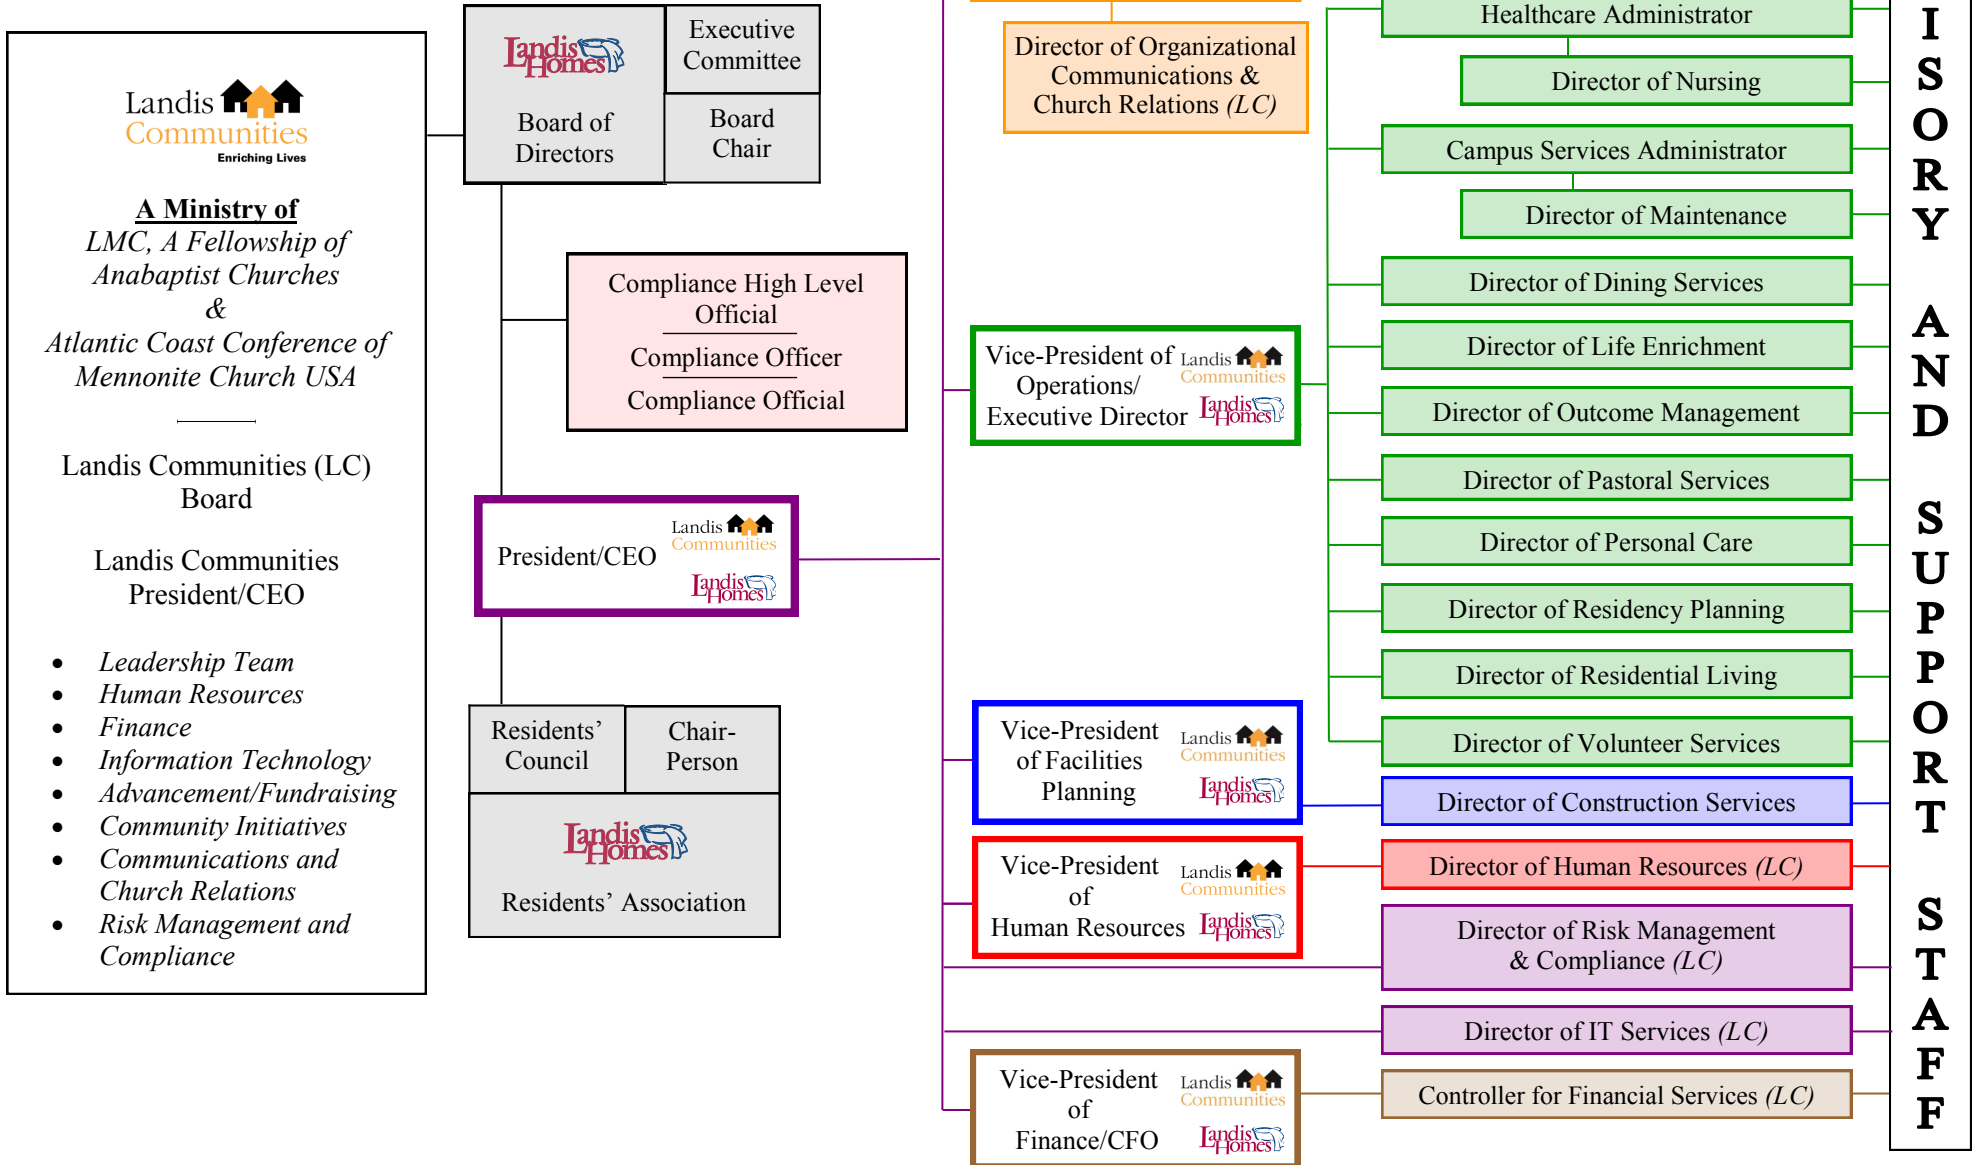 Landis
Communities
Enriching Lives
A Ministry of
LMC, A Fellowship of
Anabaptist Churches
&
Atlantic Coast Conference of
Mennonite Church USA
Landis Communities (LC)
Board
Landis Communities
President/CEO
• Leadership Team
• Human Resources
• Finance
• Information Technology
• Advancement/Fundraising
• Community Initiatives
• Communications and
Church Relations
• Risk Management and
Compliance
Landis
Homes
Board of
Directors
Executive
Committee
Board
Chair
Compliance High Level
Official
Compliance Officer
Compliance Official
President/CEO
Landis
Communities
Landis
Homes
Residents’
Council
Chair-
Person
Landis
Homes
Residents’ Association
Director of Organizational
Communications &
Church Relations (LC)
Vice-President of
Operations/
Executive Director
Landis
Communities
Landis
Homes
Vice-President
of Facilities
Planning
Landis
Communities
Landis
Homes
Vice-President
of
Human Resources
Landis
Communities
Landis
Homes
Vice-President
of
Finance/CFO
Landis
Communities
Landis
Homes
Healthcare Administrator
Director of Nursing
Campus Services Administrator
Director of Maintenance
Director of Dining Services
Director of Life Enrichment
Director of Outcome Management
Director of Pastoral Services
Director of Personal Care
Director of Residency Planning
Director of Residential Living
Director of Volunteer Services
Director of Construction Services
Director of Human Resources (LC)
Director of Risk Management
& Compliance (LC)
Director of IT Services (LC)
Controller for Financial Services (LC)
ISORY AND SUPPORT STAFF